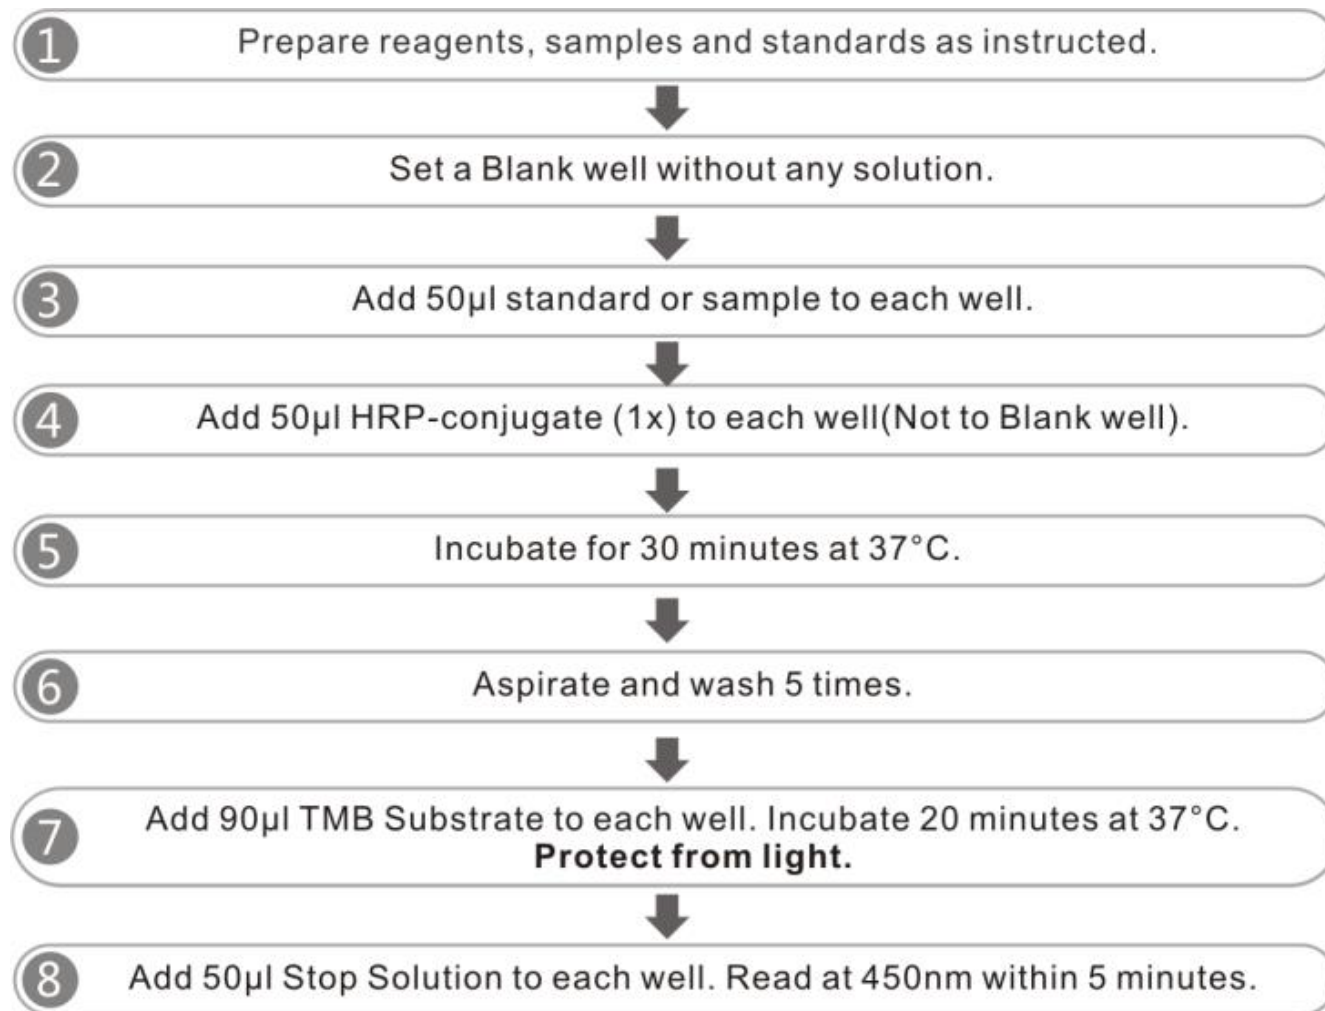 1 Prepare reagents, samples and standards as instructed.
2 Set a Blank well without any solution.
3 Add 50µl standard or sample to each well.
4 Add 50µl HRP-conjugate (1x) to each well(Not to Blank well).
5 Incubate for 30 minutes at 37°C.
6 Aspirate and wash 5 times.
7 Add 90µl TMB Substrate to each well. Incubate 20 minutes at 37°C.
Protect from light.
8 Add 50µl Stop Solution to each well. Read at 450nm within 5 minutes.